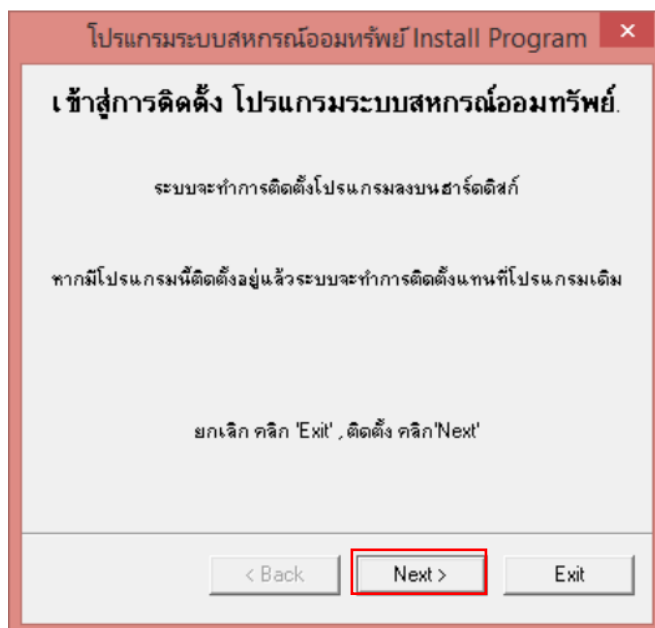 โปรแกรมระบบสหกรณ์ออมทรัพย์ Install Program
เข้าสู่การติดตั้ง โปรแกรมระบบสหกรณ์ออมทรัพย์.
ระบบจะทำการติดตั้งโปรแกรมลงบนฮาร์ดดิสก์
หากมีโปรแกรมนี้ติดตั้งอยู่แล้วระบบจะทำการติดตั้งแทนที่โปรแกรมเดิม
ยกเลิก คลิก 'Exit' , ติดตั้ง คลิก'Next'
< Back Next > Exit